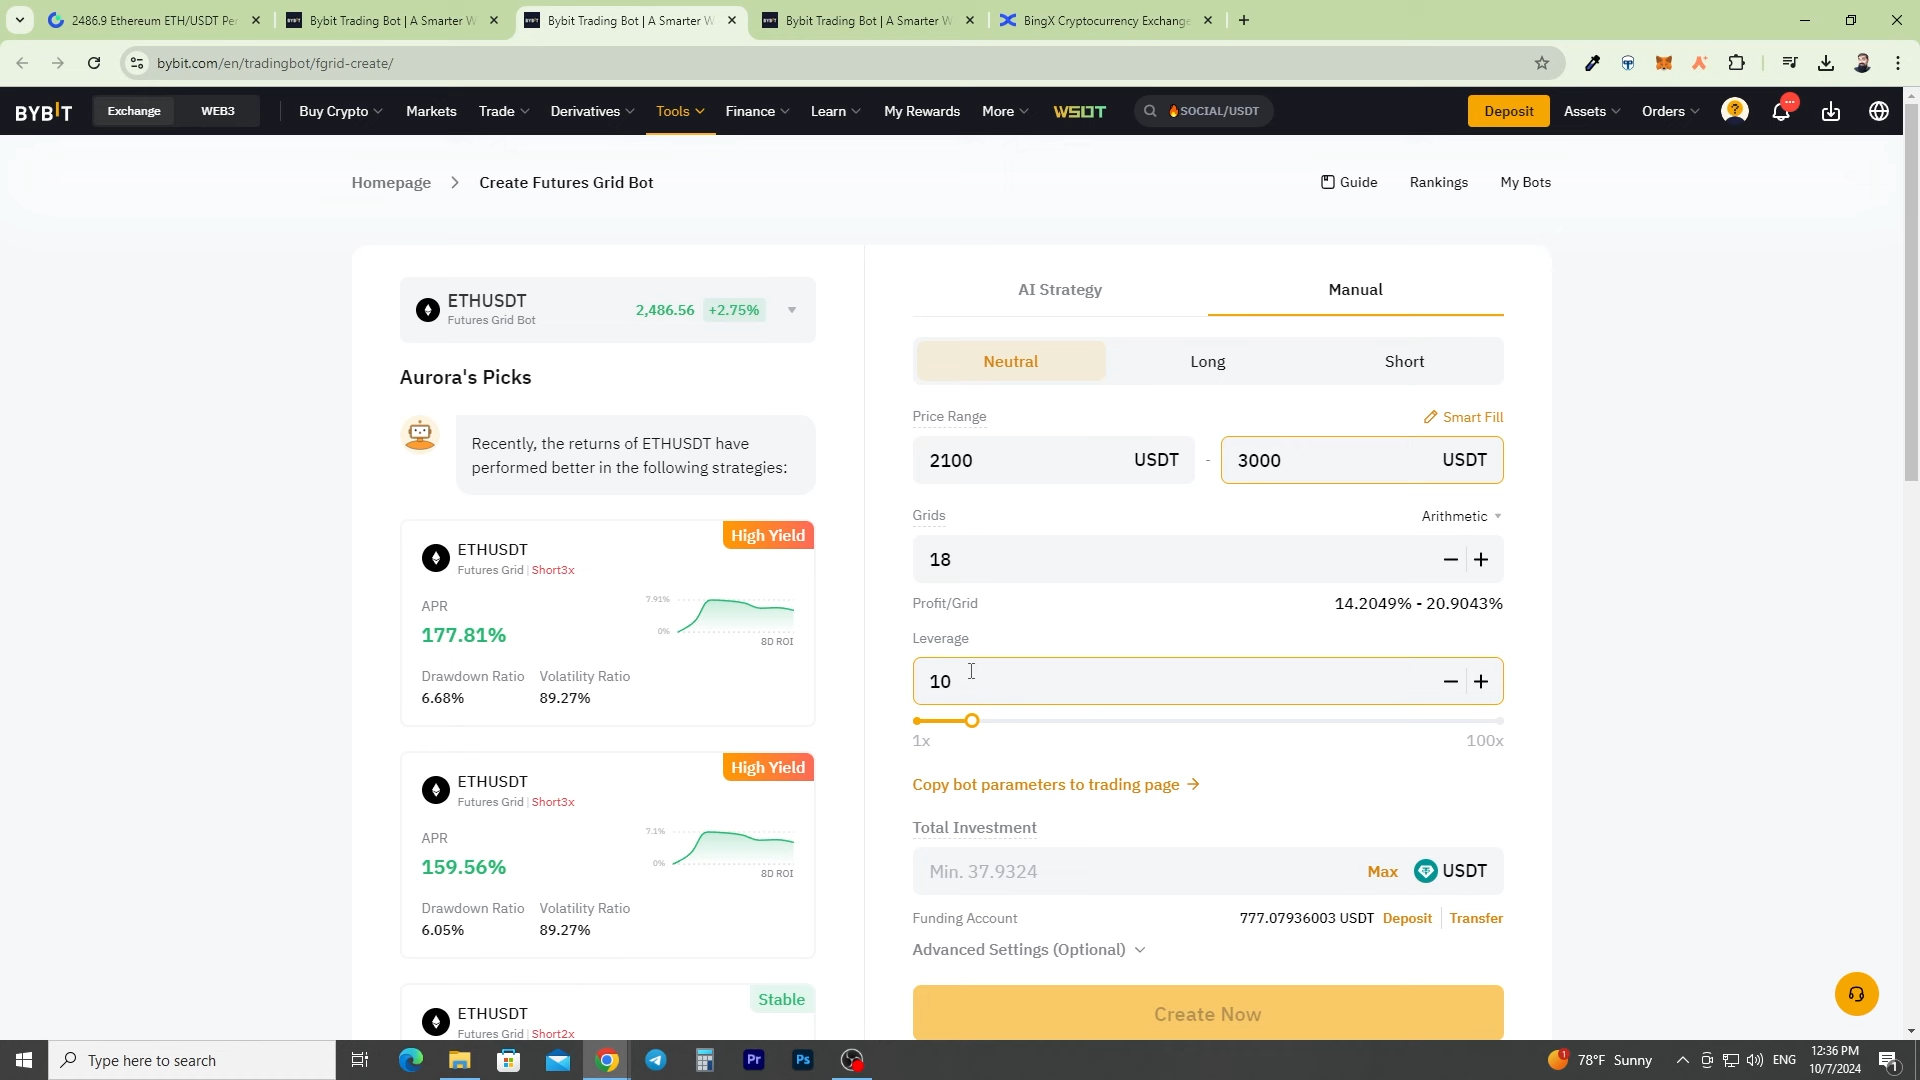 2486.9 Ethereum ETH/USDT Per
Bybit Trading Bot | A Smarter W
Bybit Trading Bot | A Smarter W
Bybit Trading Bot | A Smarter W
BingX Cryptocurrency Exchange
bybit.com/en/tradingbot/fgrid-create/
BYBIT
Exchange
WEB3
Buy Crypto
Markets
Trade
Derivatives
Tools
Finance
Learn
My Rewards
More
WSOT
SOCIAL/USDT
Deposit
Assets
Orders
Homepage
Create Futures Grid Bot
Guide
Rankings
My Bots
ETHUSDT
Futures Grid Bot
2,486.56
+2.75%
Aurora's Picks
Recently, the returns of ETHUSDT have
performed better in the following strategies:
High Yield
ETHUSDT
Futures Grid | Short3x
APR
177.81%
7.91%
0%
8D ROI
Drawdown Ratio
Volatility Ratio
6.68%
89.27%
High Yield
ETHUSDT
Futures Grid | Short3x
APR
159.56%
7.1%
0%
8D ROI
Drawdown Ratio
Volatility Ratio
6.05%
89.27%
Stable
ETHUSDT
Futures Grid | Short2x
AI Strategy
Manual
Neutral
Long
Short
Price Range
Smart Fill
2100
USDT
-
3000
USDT
Grids
Arithmetic
18
Profit/Grid
14.2049% - 20.9043%
Leverage
10
1x
100x
Copy bot parameters to trading page →
Total Investment
Min. 37.9324
Max
USDT
Funding Account
777.07936003 USDT
Deposit
Transfer
Advanced Settings (Optional)
Create Now
Type here to search
Pr
Ps
1
78°F Sunny
ENG
12:36 PM
10/7/2024
1